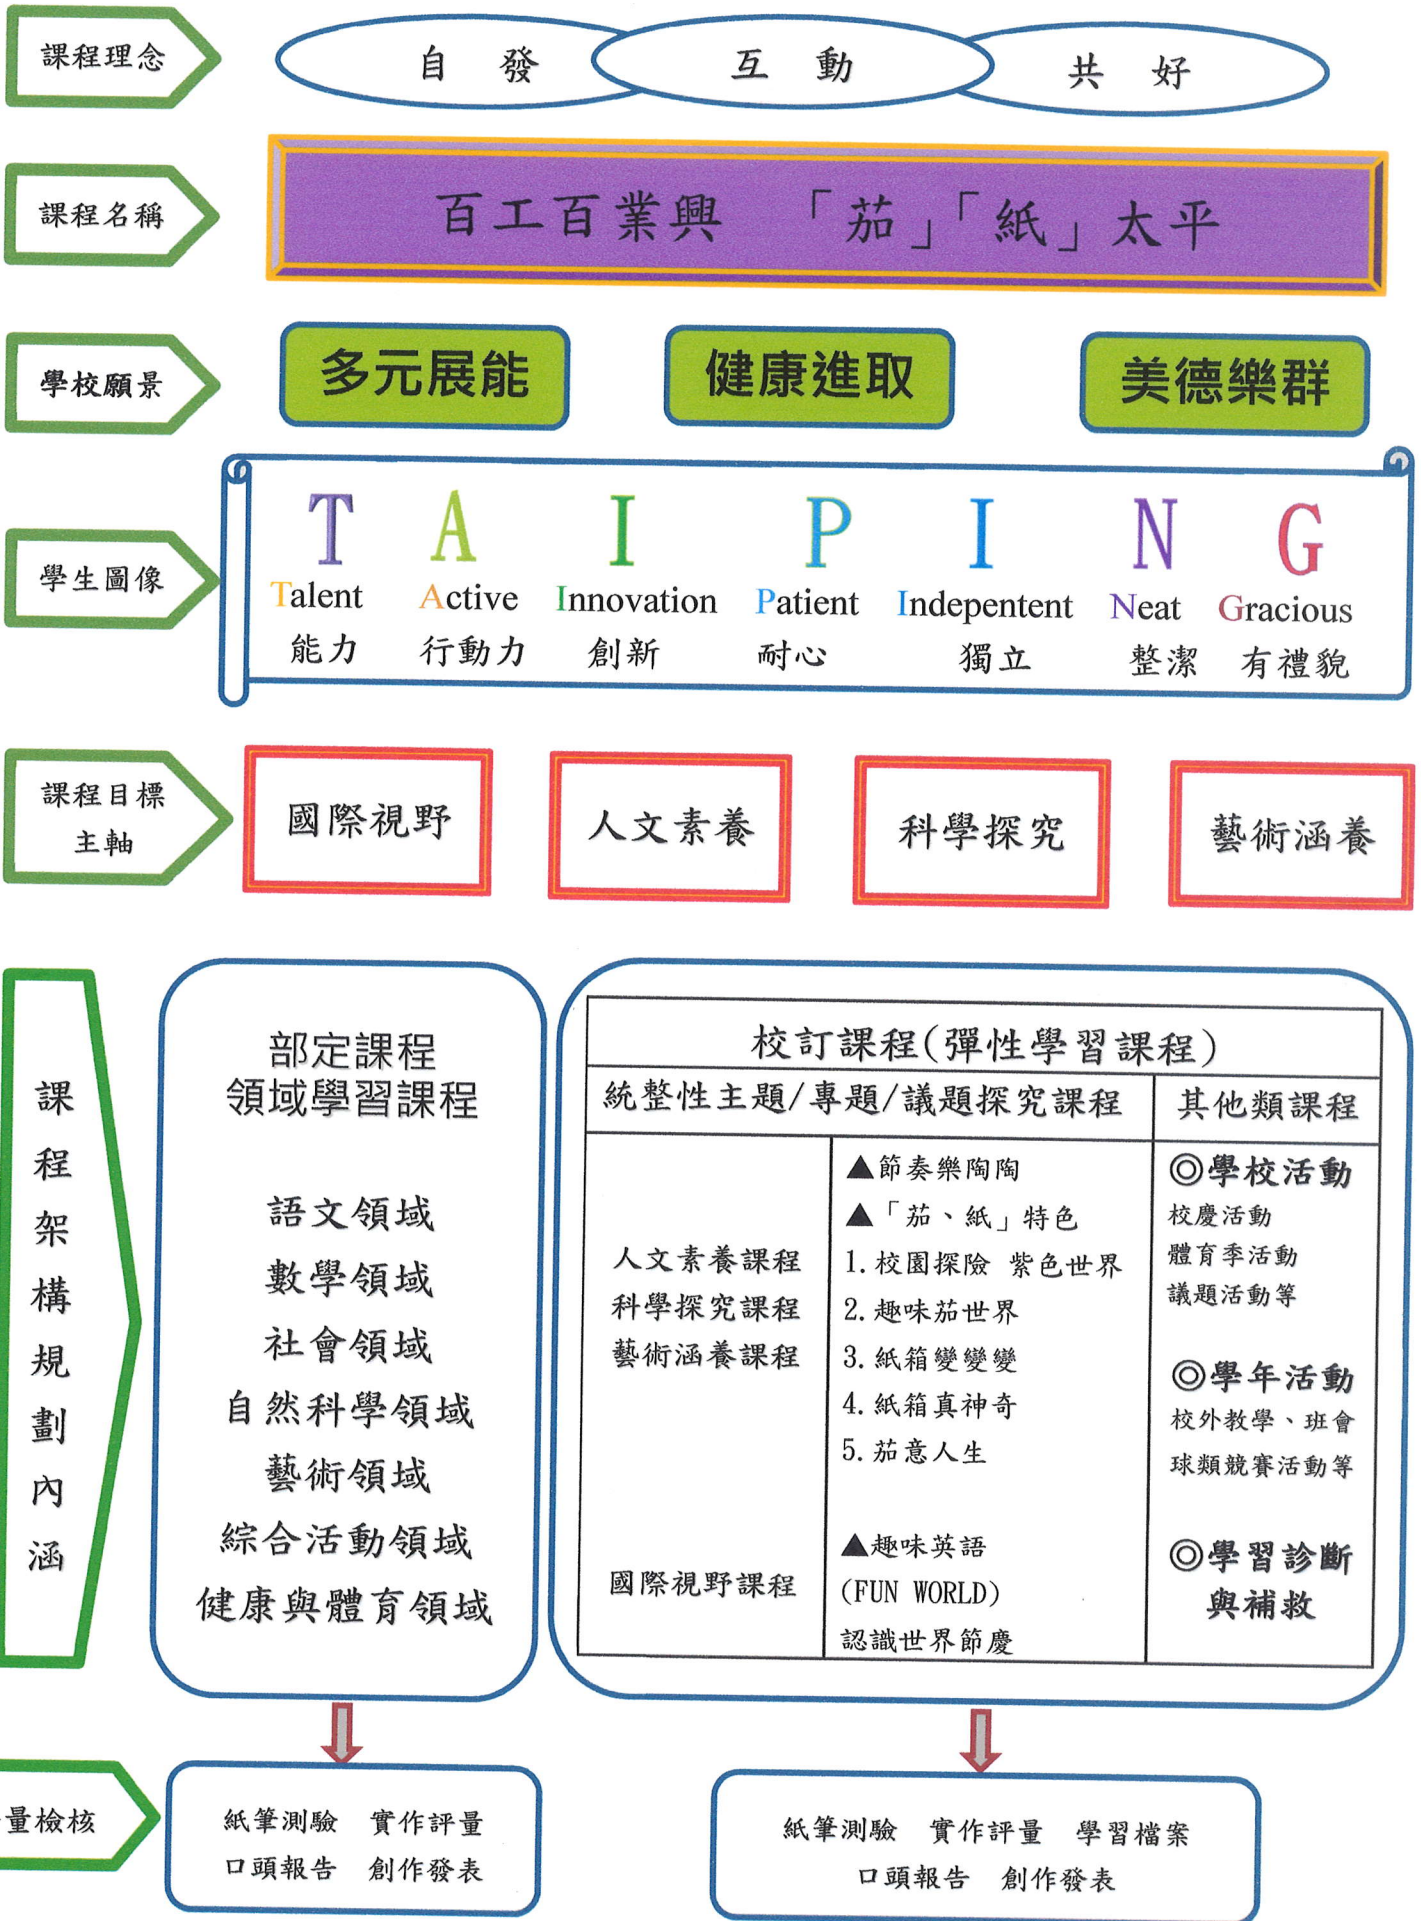 課程理念
自發
互動
共好
課程名稱
百工百業興 「茄」「紙」太平
學校願景
多元展能
健康進取
美德樂群
學生圖像
T A I P I N G
Talent Active Innovation Patient Indepentent Neat Gracious
能力 行動力 創新 耐心 獨立 整潔 有禮貌
課程目標
主軸
國際視野
人文素養
科學探究
藝術涵養
課程架構規劃內涵
部定課程
領域學習課程
語文領域
數學領域
社會領域
自然科學領域
藝術領域
綜合活動領域
健康與體育領域
校訂課程(彈性學習課程)
統整性主題/專題/議題探究課程
其他類課程
人文素養課程
科學探究課程
藝術涵養課程
▲節奏樂陶陶
▲「茄、紙」特色
1.校園探險 紫色世界
2.趣味茄世界
3.紙箱變變變
4.紙箱真神奇
5.茄意人生
國際視野課程
▲趣味英語
(FUN WORLD)
認識世界節慶
◎學校活動
校慶活動
體育季活動
議題活動等
◎學年活動
校外教學、班會
球類競賽活動等
◎學習診斷
與補救
量檢核
紙筆測驗 實作評量
口頭報告 創作發表
紙筆測驗 實作評量 學習檔案
口頭報告 創作發表